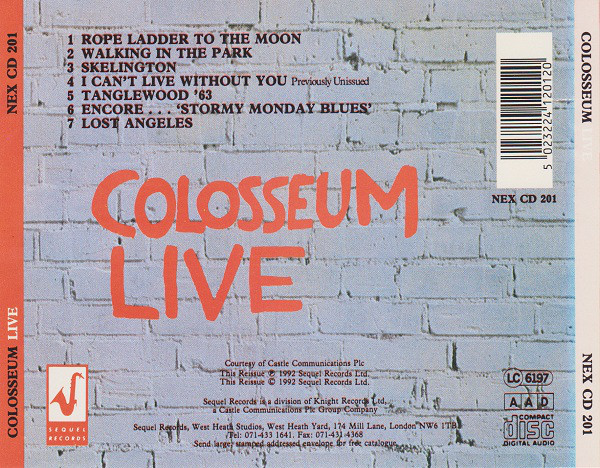 NEX CD 201
COLOSSEUM LIVE
1 ROPE LADDER TO THE MOON
2 WALKING IN THE PARK
3 SKELINGTON
4 I CAN'T LIVE WITHOUT YOU Previously Unissued
5 TANGLEWOOD '63
6 ENCORE . . . 'STORMY MONDAY BLUES'
7 LOST ANGELES
5 023224 120120
NEX CD 201
COLOSSEUM
LIVE
Courtesy of Castle Communications Plc
This Reissue ℗ 1992 Sequel Records Ltd.
This Reissue © 1992 Sequel Records Ltd.
Sequel Records is a division of Knight Records Ltd.
a Castle Communications Plc Group Company
Sequel Records, West Heath Studios, West Heath Yard, 174 Mill Lane, London NW6 1TB.
Tel: 071-433 1641. Fax: 071-431 4368
Send large, stamped addressed envelope for free catalogue.
SEQUEL
RECORDS
LC 6197
A A D
COMPACT
disc
DIGITAL AUDIO
COLOSSEUM LIVE
NEX CD 201